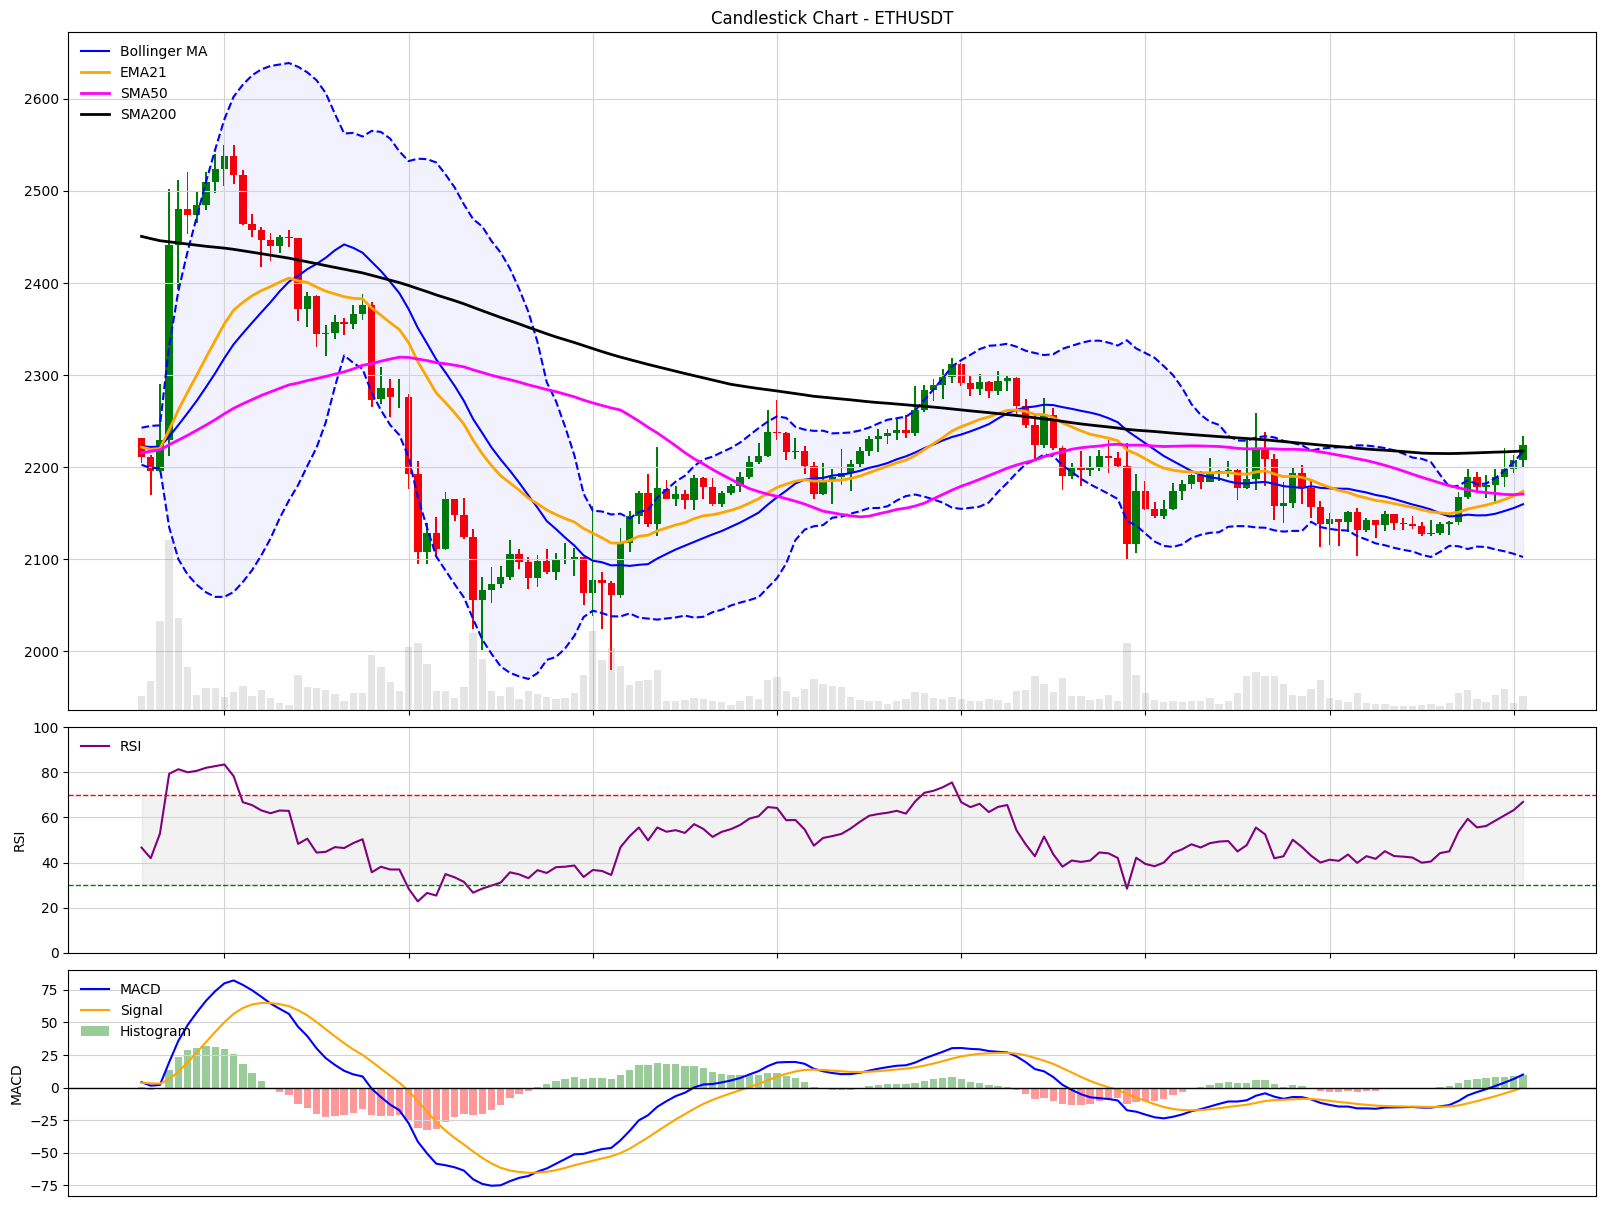 Candlestick Chart - ETHUSDT
Bollinger MA
EMA21
SMA50
SMA200
2600
2500
2400
2300
2200
2100
2000
RSI
100
80
60
40
20
0
RSI
MACD
Signal
Histogram
75
50
25
0
−25
−50
−75
MACD